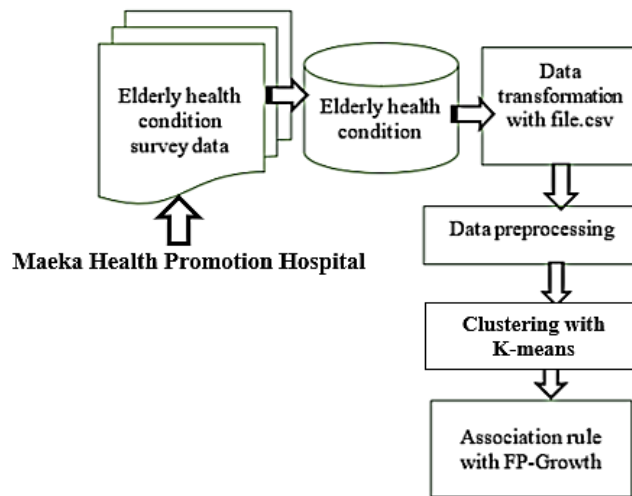 Elderly health
condition
survey data
Elderly health
condition
Data
transformation
with file.csv
Maeka Health Promotion Hospital
Data preprocessing
Clustering with
K-means
Association rule
with FP-Growth